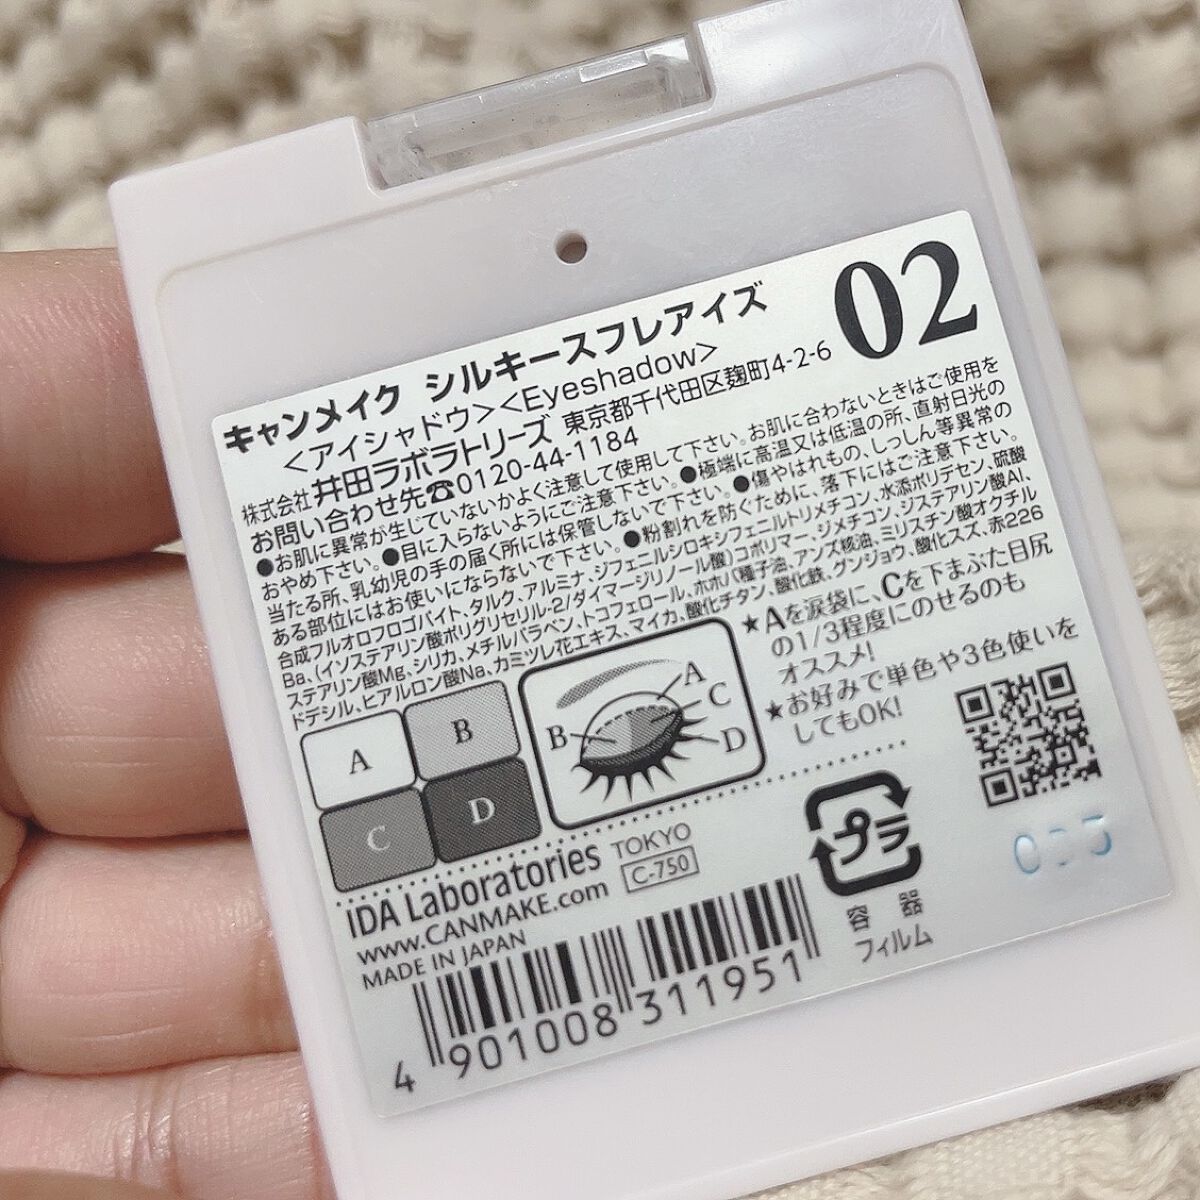 キャンメイク シルキースフレアイズ
02
<アイシャドウ><Eyeshadow>
株式会社 井田ラボラトリーズ 東京都千代田区麹町4-2-6
お問い合わせ先☎0120-44-1184
●お肌に異常が生じていないかよく注意して使用して下さい。お肌に合わないときはご使用を
おやめ下さい。●目に入らないようにご注意下さい。●極端に高温又は低温の所、直射日光の
当たる所、乳幼児の手の届く所には保管しないで下さい。●傷やはれもの、しっしん等異常の
ある部位にはお使いにならないで下さい。●粉割れを防ぐために、落下にはご注意下さい。
合成フルオロフロゴパイト、タルク、アルミナ、ジフェニルシロキシフェニルトリメチコン、水添ポリデセン、硫酸
Ba、(イソステアリン酸ポリグリセリル-2/ダイマージリノール酸)コポリマー、ジメチコン、ジステアリン酸Al、
ステアリン酸Mg、シリカ、メチルパラベン、トコフェロール、ホホバ種子油、アンズ核油、ミリスチン酸オクチル
ドデシル、ヒアルロン酸Na、カミツレ花エキス、マイカ、酸化チタン、酸化鉄、グンジョウ、酸化スズ、赤226
A
B
C
D
A
C
B
D
★Aを涙袋に、Cを下まぶた目尻
の1/3程度にのせるのも
オススメ!
★お好みで単色や3色使いを
してもOK!
IDA Laboratories TOKYO
www.CANMAKE.com C-750
MADE IN JAPAN
プラ
容器
フィルム
4 901008 311951